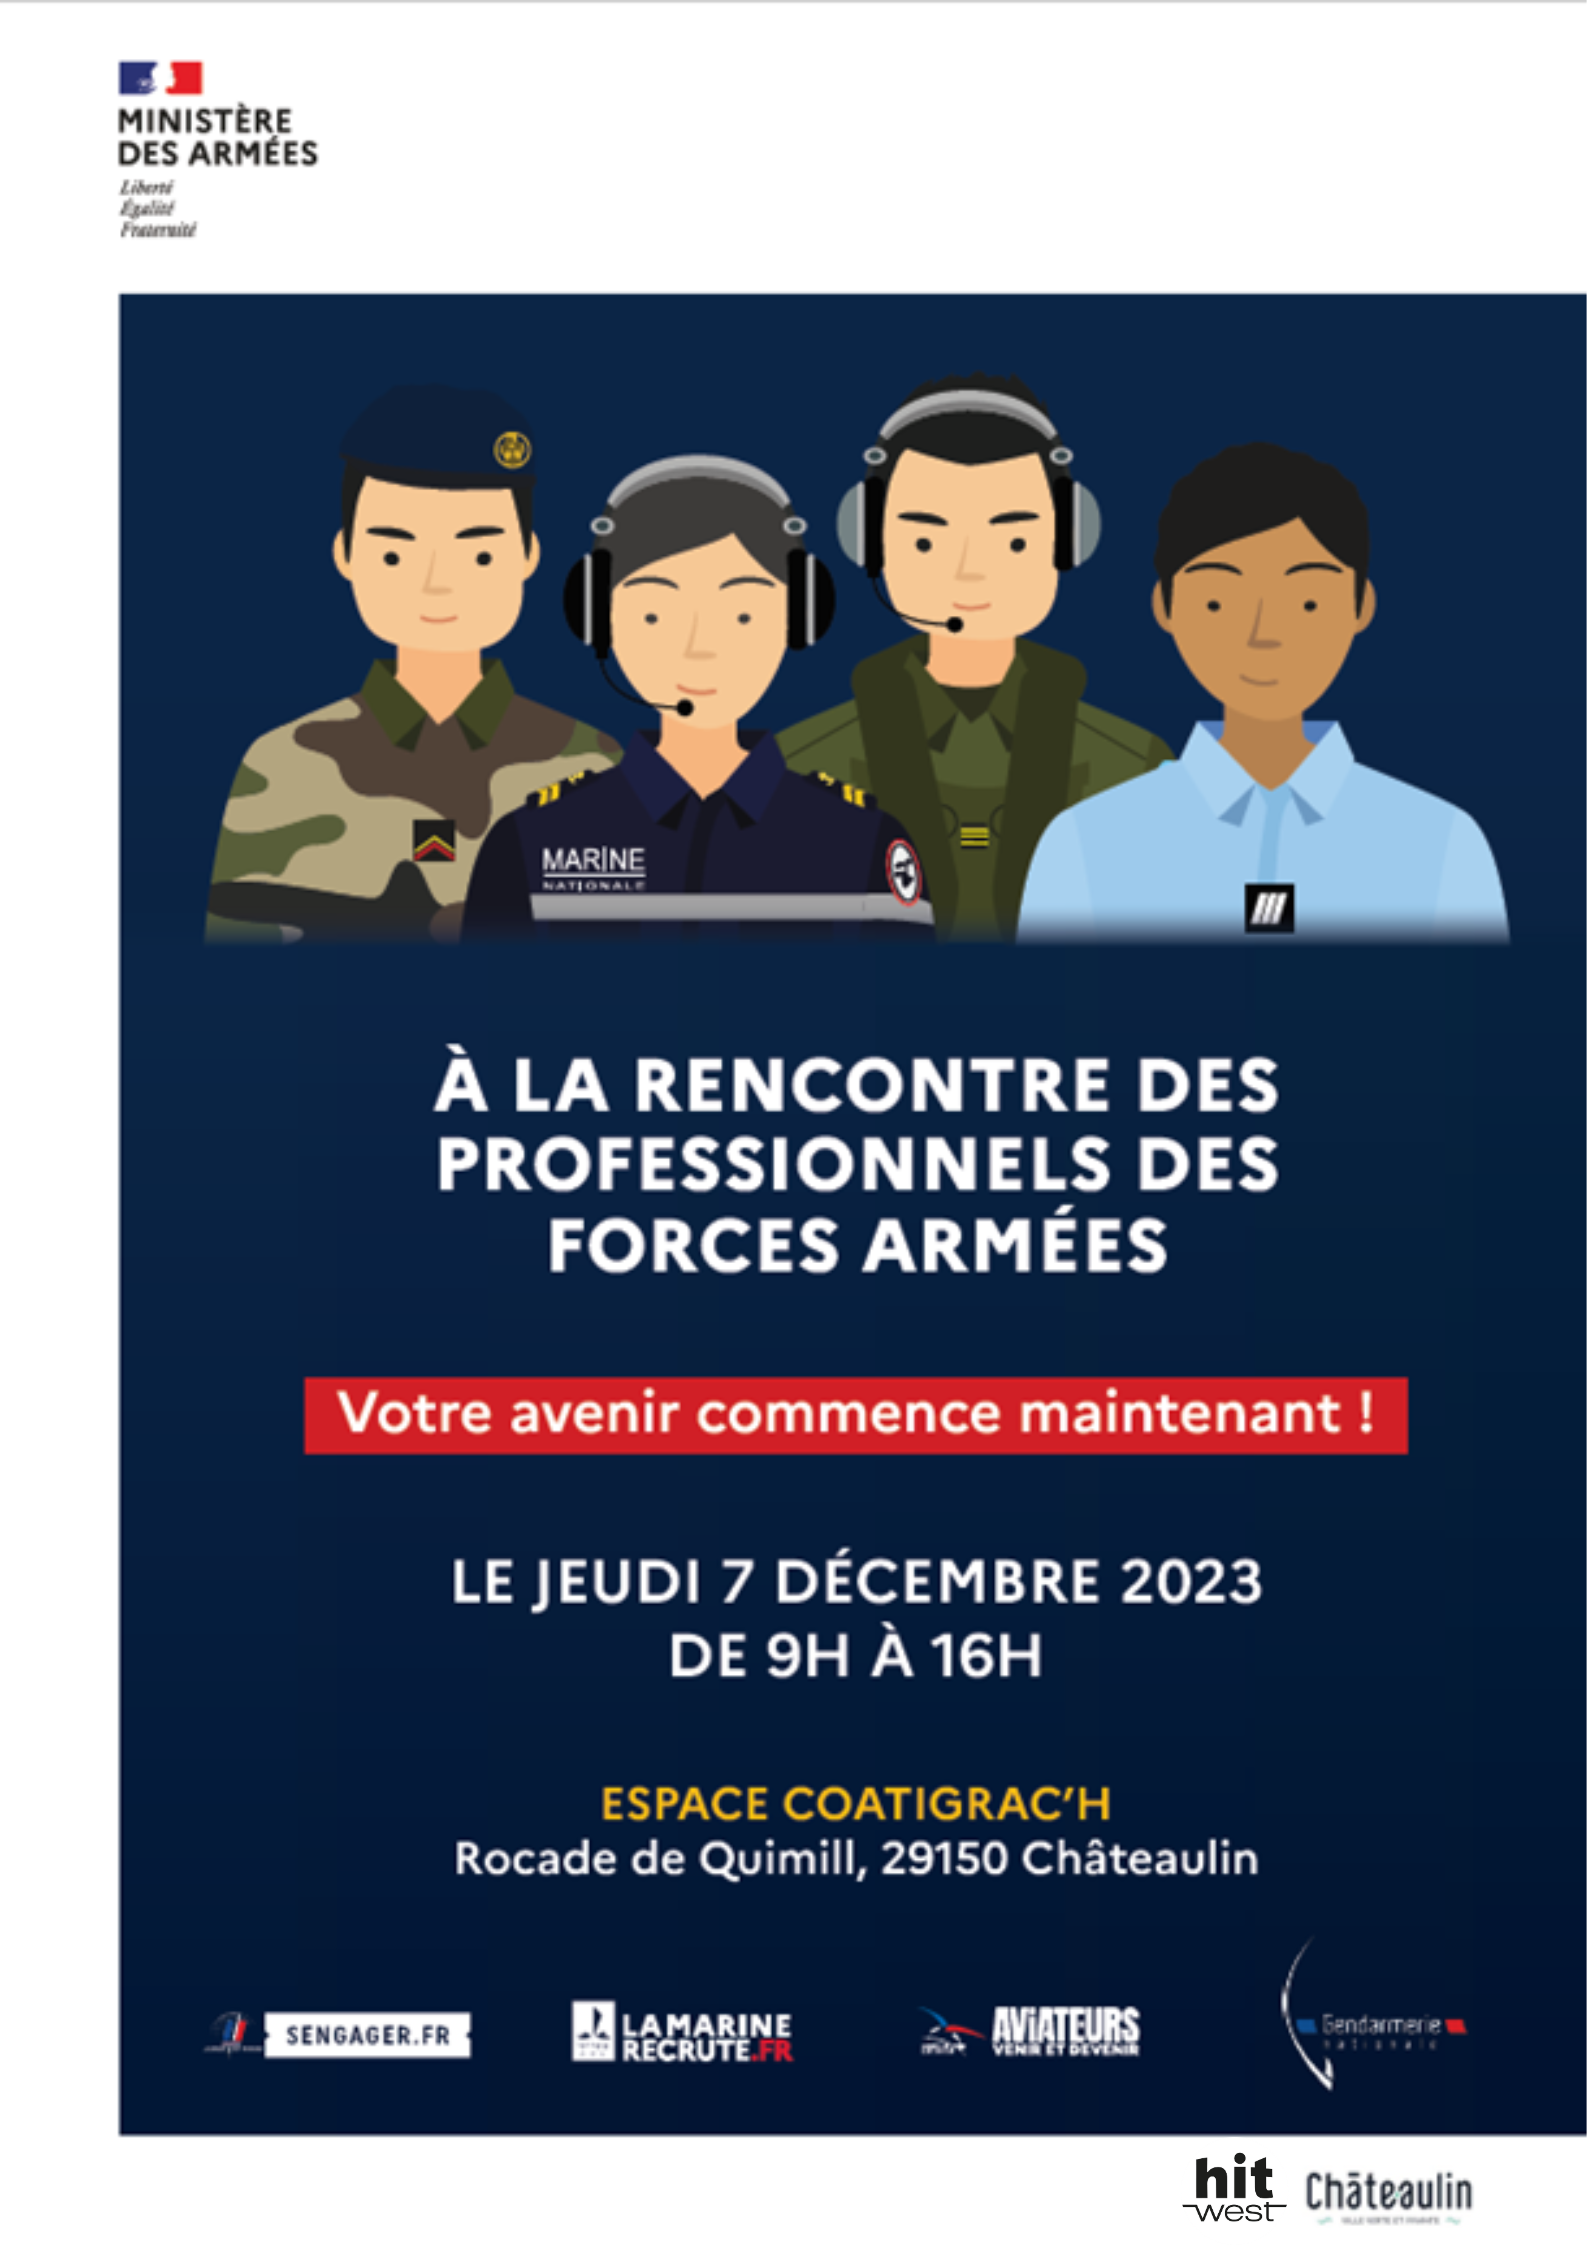 MINISTÈRE
DES ARMÉES
Liberté
Égalité
Fraternité
MARINE
NATIONALE
À LA RENCONTRE DES
PROFESSIONNELS DES
FORCES ARMÉES
Votre avenir commence maintenant !
LE JEUDI 7 DÉCEMBRE 2023
DE 9H À 16H
ESPACE COATIGRAC’H
Rocade de Quimill, 29150 Châteaulin
SENGAGER.FR
LAMARINE
RECRUTE.FR
AViATEURS
VENIR ET DEVENIR
Gendarmerie
nationale
hit
west
Châteaulin